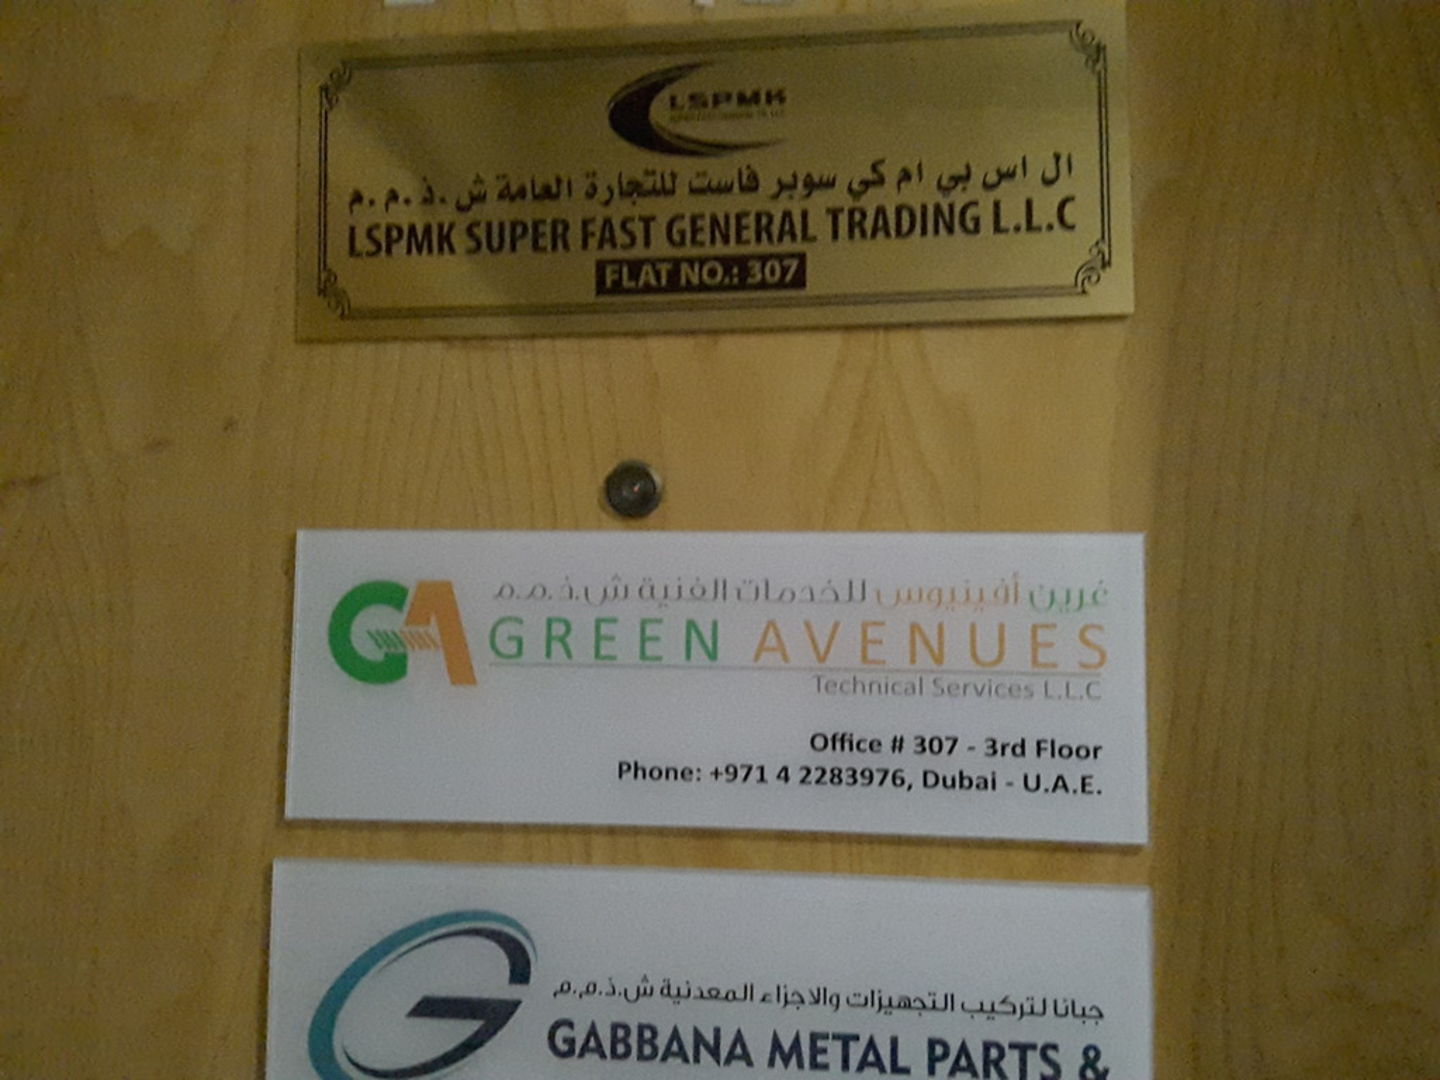 LSPMK
ال اس بي ام كي سوبر فاست للتجارة العامة ش.ذ.م.م
LSPMK SUPER FAST GENERAL TRADING L.L.C
FLAT NO.: 307
GA
غرين أفينيوس للخدمات الفنية ش.ذ.م.م
GREEN AVENUES
Technical Services L.L.C
Office # 307 - 3rd Floor
Phone: +971 4 2283976, Dubai - U.A.E.
G
جبانا لتركيب التجهيزات والاجزاء المعدنية ش.ذ.م.م
GABBANA METAL PARTS &